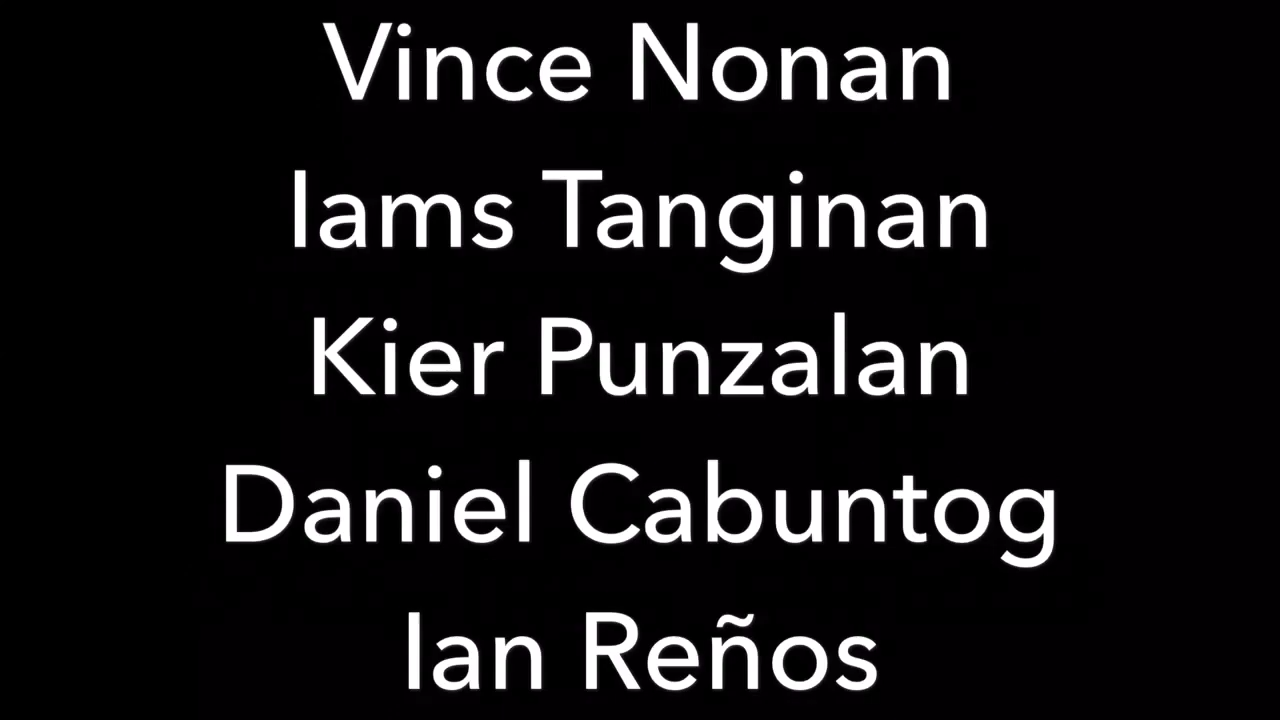 Vince Nonan
Iams Tanginan
Kier Punzalan
Daniel Cabuntog
Ian Reños